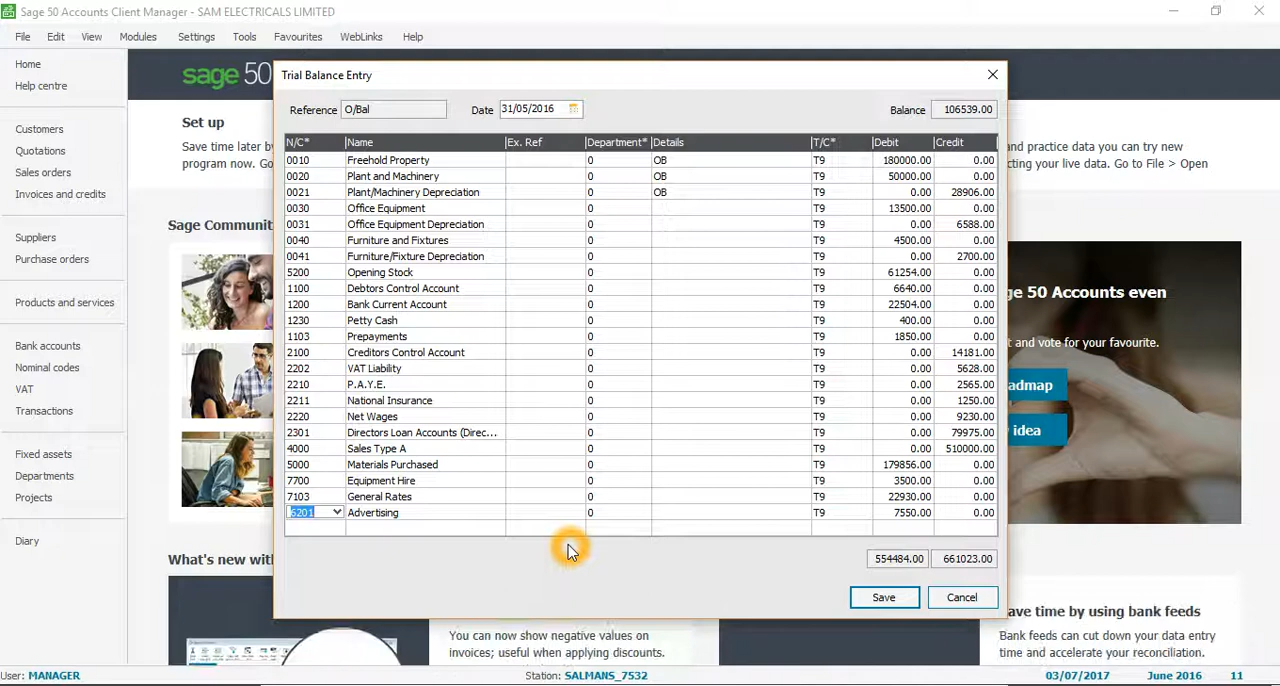 Sage 50 Accounts Client Manager - SAM ELECTRICALS LIMITED
File Edit View Modules Settings Tools Favourites WebLinks Help
Home
Help centre
Customers
Quotations
Sales orders
Invoices and credits
Suppliers
Purchase orders
Products and services
Bank accounts
Nominal codes
VAT
Transactions
Fixed assets
Departments
Projects
Diary
sage 50
Set up
Save time later by
program now. Go
Sage Communit
What's new with
Trial Balance Entry
Reference O/Bal Date 31/05/2016 Balance 106539.00
N/C* Name Ex. Ref Department* Details T/C* Debit Credit
0010 Freehold Property 0 OB T9 180000.00 0.00
0020 Plant and Machinery 0 OB T9 50000.00 0.00
0021 Plant/Machinery Depreciation 0 OB T9 0.00 28906.00
0030 Office Equipment 0 T9 13500.00 0.00
0031 Office Equipment Depreciation 0 T9 0.00 6588.00
0040 Furniture and Fixtures 0 T9 4500.00 0.00
0041 Furniture/Fixture Depreciation 0 T9 0.00 2700.00
5200 Opening Stock 0 T9 61254.00 0.00
1100 Debtors Control Account 0 T9 6640.00 0.00
1200 Bank Current Account 0 T9 22504.00 0.00
1230 Petty Cash 0 T9 400.00 0.00
1103 Prepayments 0 T9 1850.00 0.00
2100 Creditors Control Account 0 T9 0.00 14181.00
2202 VAT Liability 0 T9 0.00 5628.00
2210 P.A.Y.E. 0 T9 0.00 2565.00
2211 National Insurance 0 T9 0.00 1250.00
2220 Net Wages 0 T9 0.00 9230.00
2301 Directors Loan Accounts (Direc... 0 T9 0.00 79975.00
4000 Sales Type A 0 T9 0.00 510000.00
5000 Materials Purchased 0 T9 179856.00 0.00
7700 Equipment Hire 0 T9 3500.00 0.00
7103 General Rates 0 T9 22930.00 0.00
6201 Advertising 0 T9 7550.00 0.00
554484.00 661023.00
Save Cancel
and practice data you can try new
cting your live data. Go to File > Open
ge 50 Accounts even
t and vote for your favourite.
admap
idea
You can now show negative values on
invoices; useful when applying discounts.
ave time by using bank feeds
Bank feeds can cut down your data entry
time and accelerate your reconciliation.
User: MANAGER Station: SALMANS_7532 03/07/2017 June 2016 11